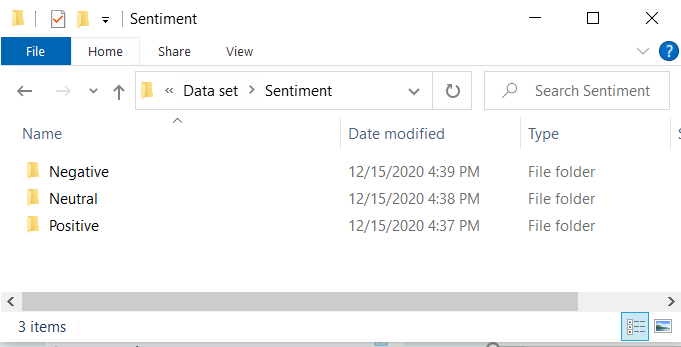 Sentiment
File Home Share View
« Data set > Sentiment Search Sentiment
Name Date modified Type
Negative 12/15/2020 4:39 PM File folder
Neutral 12/15/2020 4:38 PM File folder
Positive 12/15/2020 4:37 PM File folder
3 items